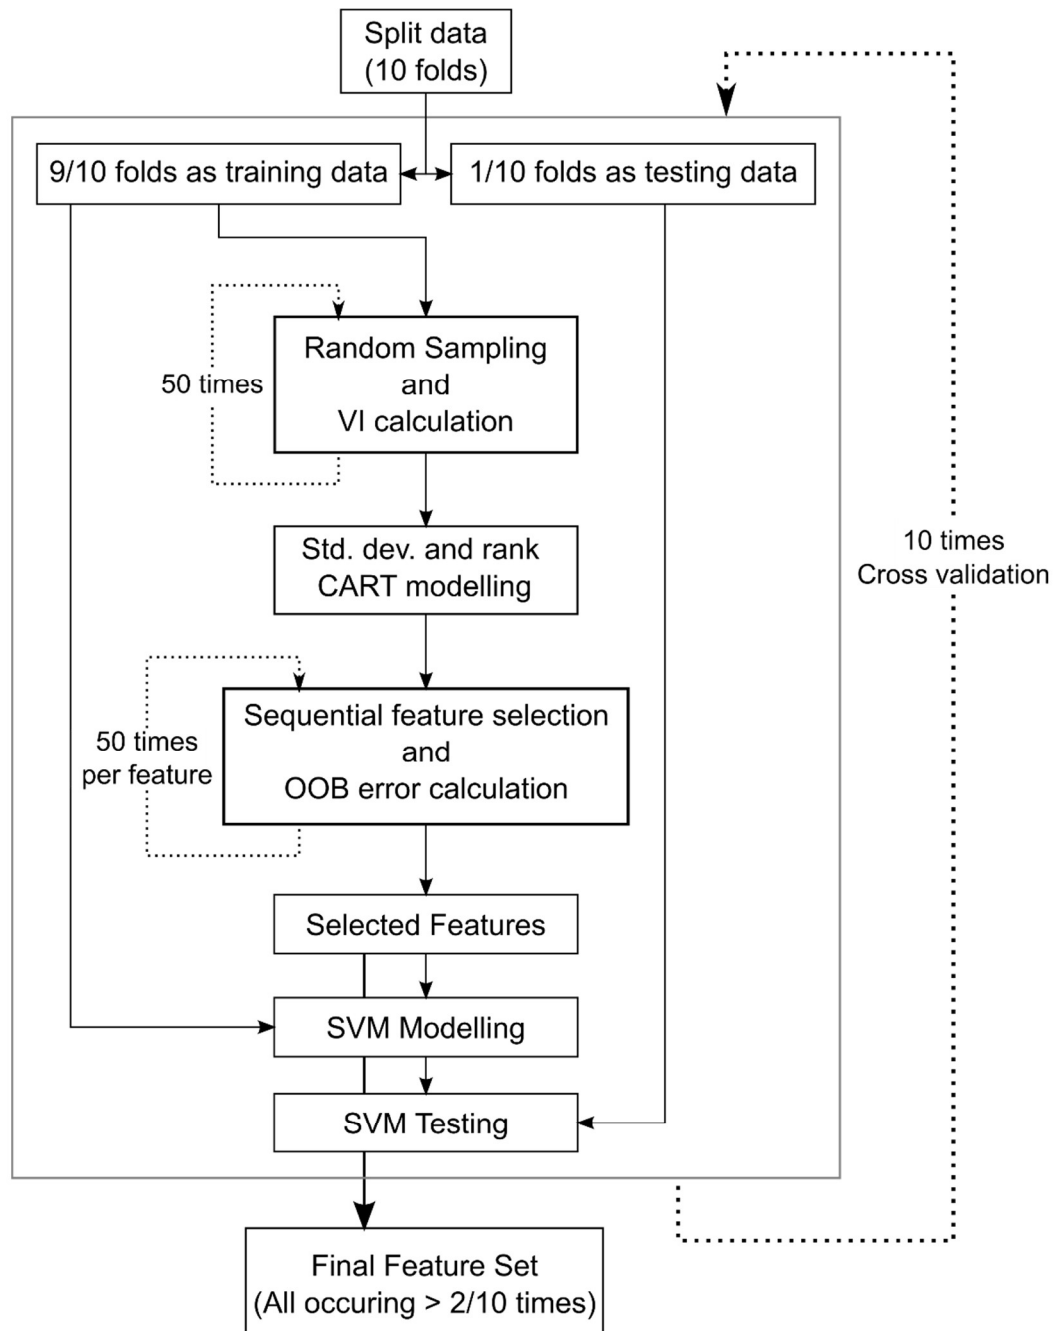 Split data
(10 folds)
9/10 folds as training data
1/10 folds as testing data
Random Sampling
and
VI calculation
50 times
Std. dev. and rank
CART modelling
10 times
Cross validation
Sequential feature selection
and
OOB error calculation
50 times
per feature
Selected Features
SVM Modelling
SVM Testing
Final Feature Set
(All occuring > 2/10 times)